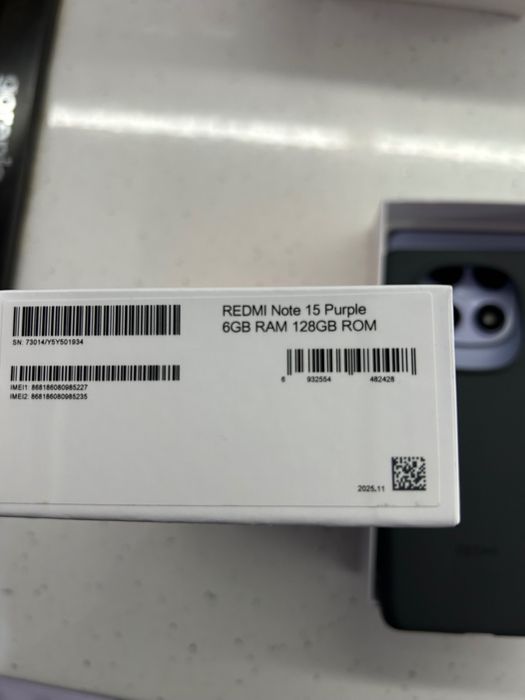 REDMI Note 15 Purple
6GB RAM 128GB ROM
SN: 73014/Y5Y501934
6 932554 482428
IMEI1: 868186080985227
IMEI2: 868186080985235
2025.11
REDMI